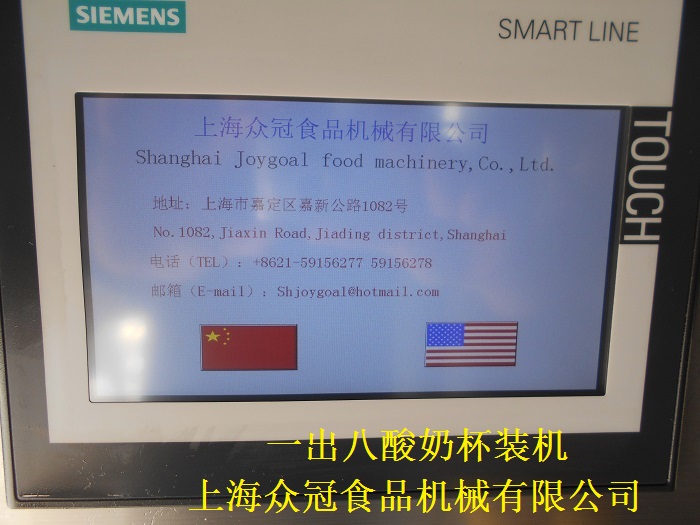 SIEMENS
SMART LINE
TOUCH
上海众冠食品机械有限公司
Shanghai Joygoal food machinery,Co.,Ltd.
地址：上海市嘉定区嘉新公路1082号
No.1082,Jiaxin Road,Jiading district,Shanghai
电话（TEL）：+8621-59156277 59156278
邮箱（E-mail）：Shjoygoal@hotmail.com
一出八酸奶杯装机
上海众冠食品机械有限公司